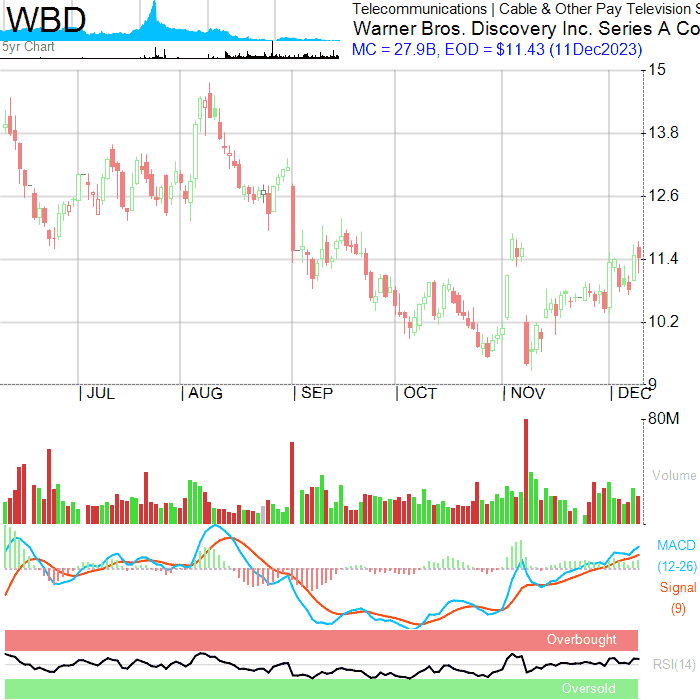 WBD
5yr Chart
Telecommunications | Cable & Other Pay Television S
Warner Bros. Discovery Inc. Series A Co
MC = 27.9B, EOD = $11.43 (11Dec2023)
15
13.8
12.6
11.4
10.2
9
| JUL | AUG | SEP | OCT | NOV | DEC
80M
Volume
MACD
(12-26)
Signal
(9)
Overbought
RSI(14)
Oversold